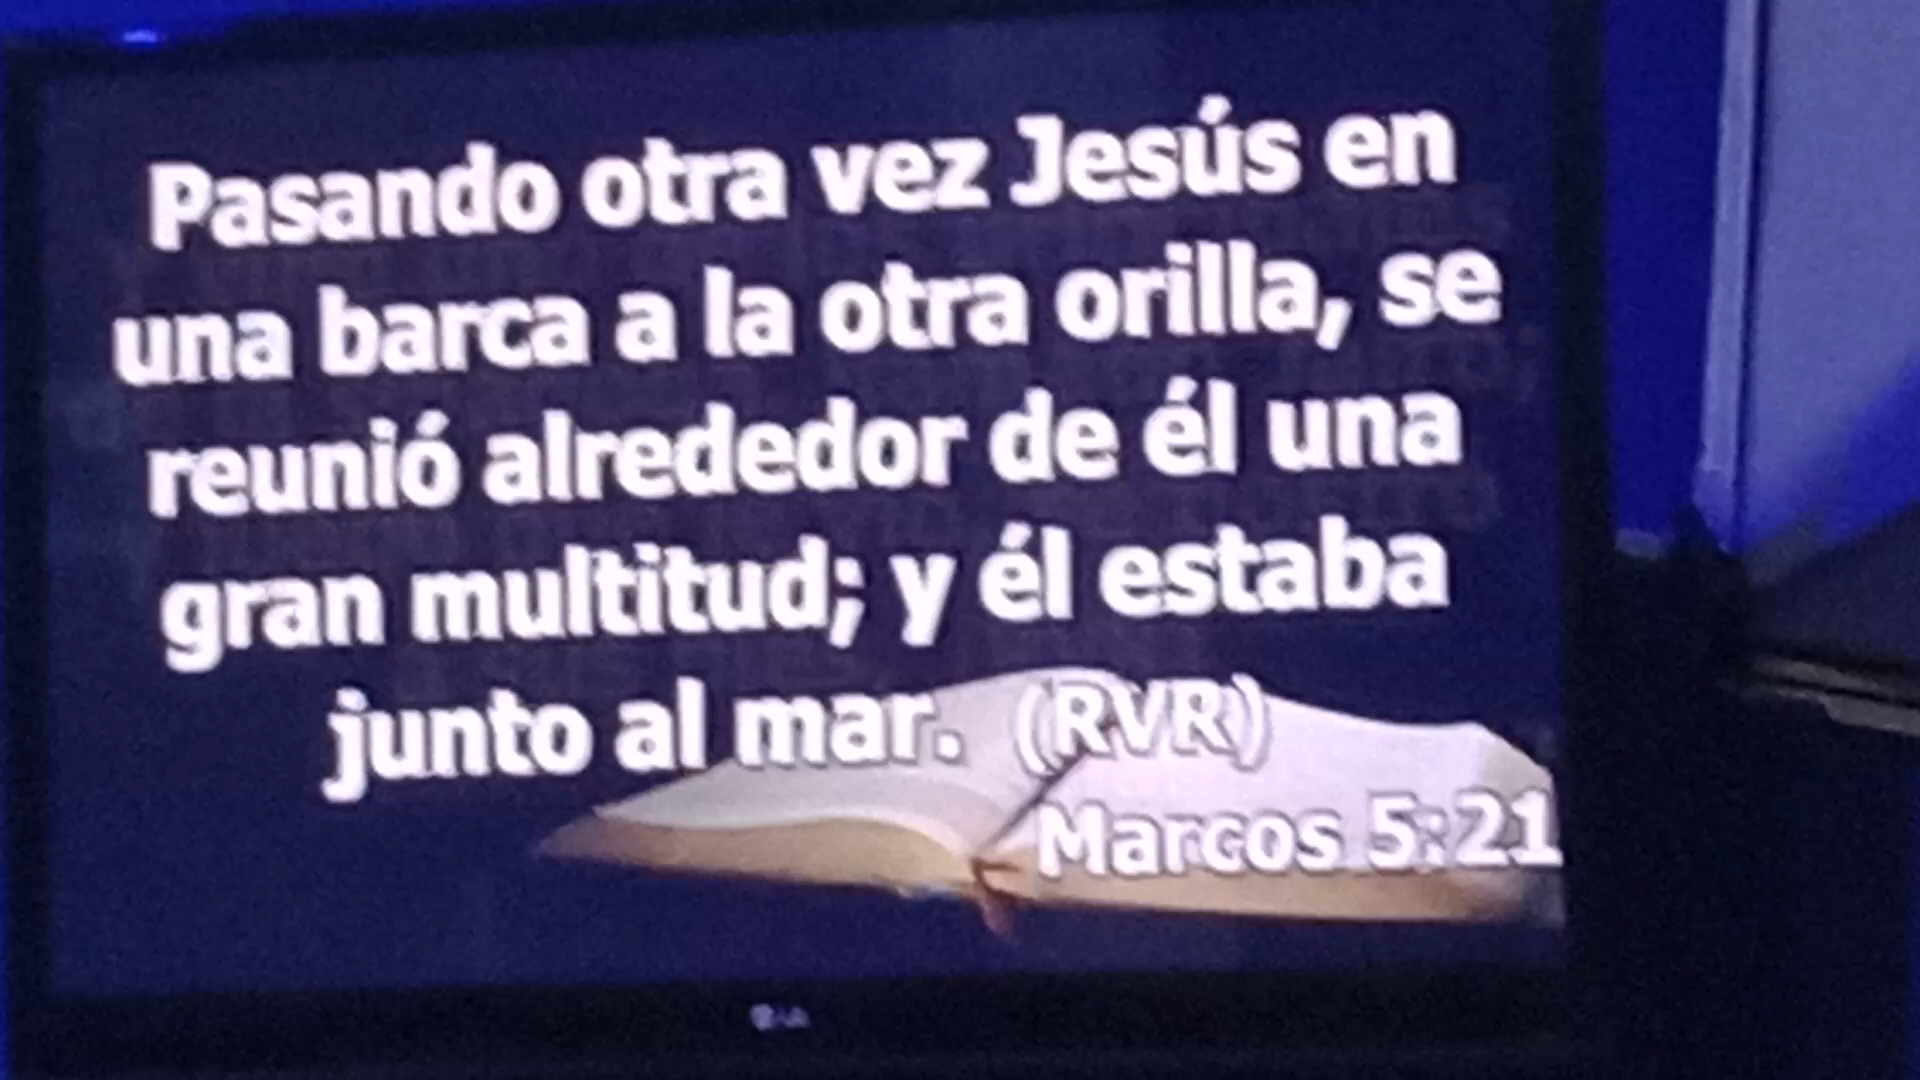 Pasando otra vez Jesús en
una barca a la otra orilla, se
reunió alrededor de él una
gran multitud; y él estaba
junto al mar. (RVR)
Marcos 5:21